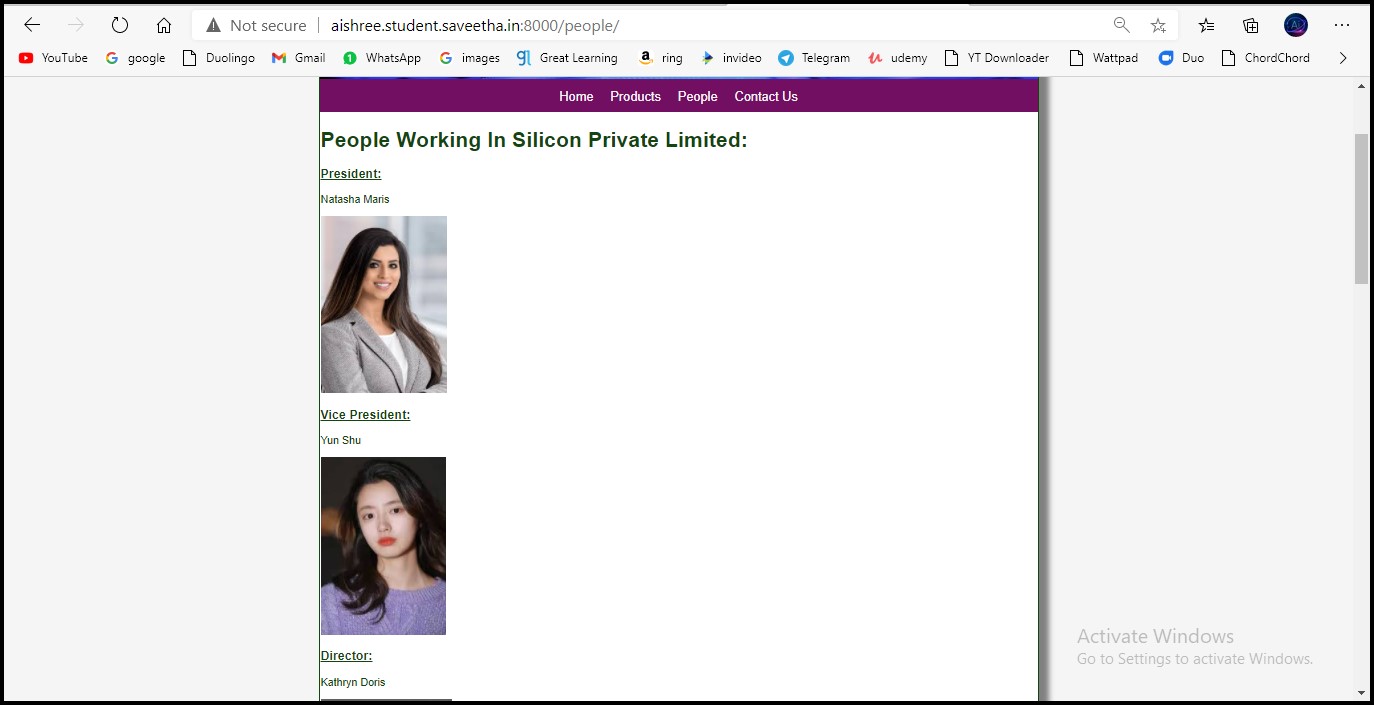 Not secure | aishree.student.saveetha.in:8000/people/
YouTube google Duolingo Gmail 1 WhatsApp images gl Great Learning a ring invideo Telegram udemy YT Downloader Wattpad Duo ChordChord
Home Products People Contact Us
People Working In Silicon Private Limited:
President:
Natasha Maris
Vice President:
Yun Shu
Director:
Kathryn Doris
Activate Windows
Go to Settings to activate Windows.